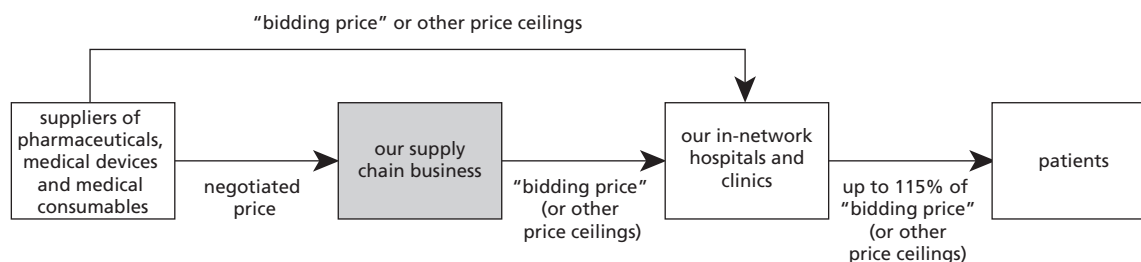 “bidding price” or other price ceilings
suppliers of
pharmaceuticals,
medical devices
and medical
consumables
negotiated
price
our supply
chain business
“bidding price”
(or other
price ceilings)
our in-network
hospitals and
clinics
up to 115% of
“bidding price”
(or other
price ceilings)
patients